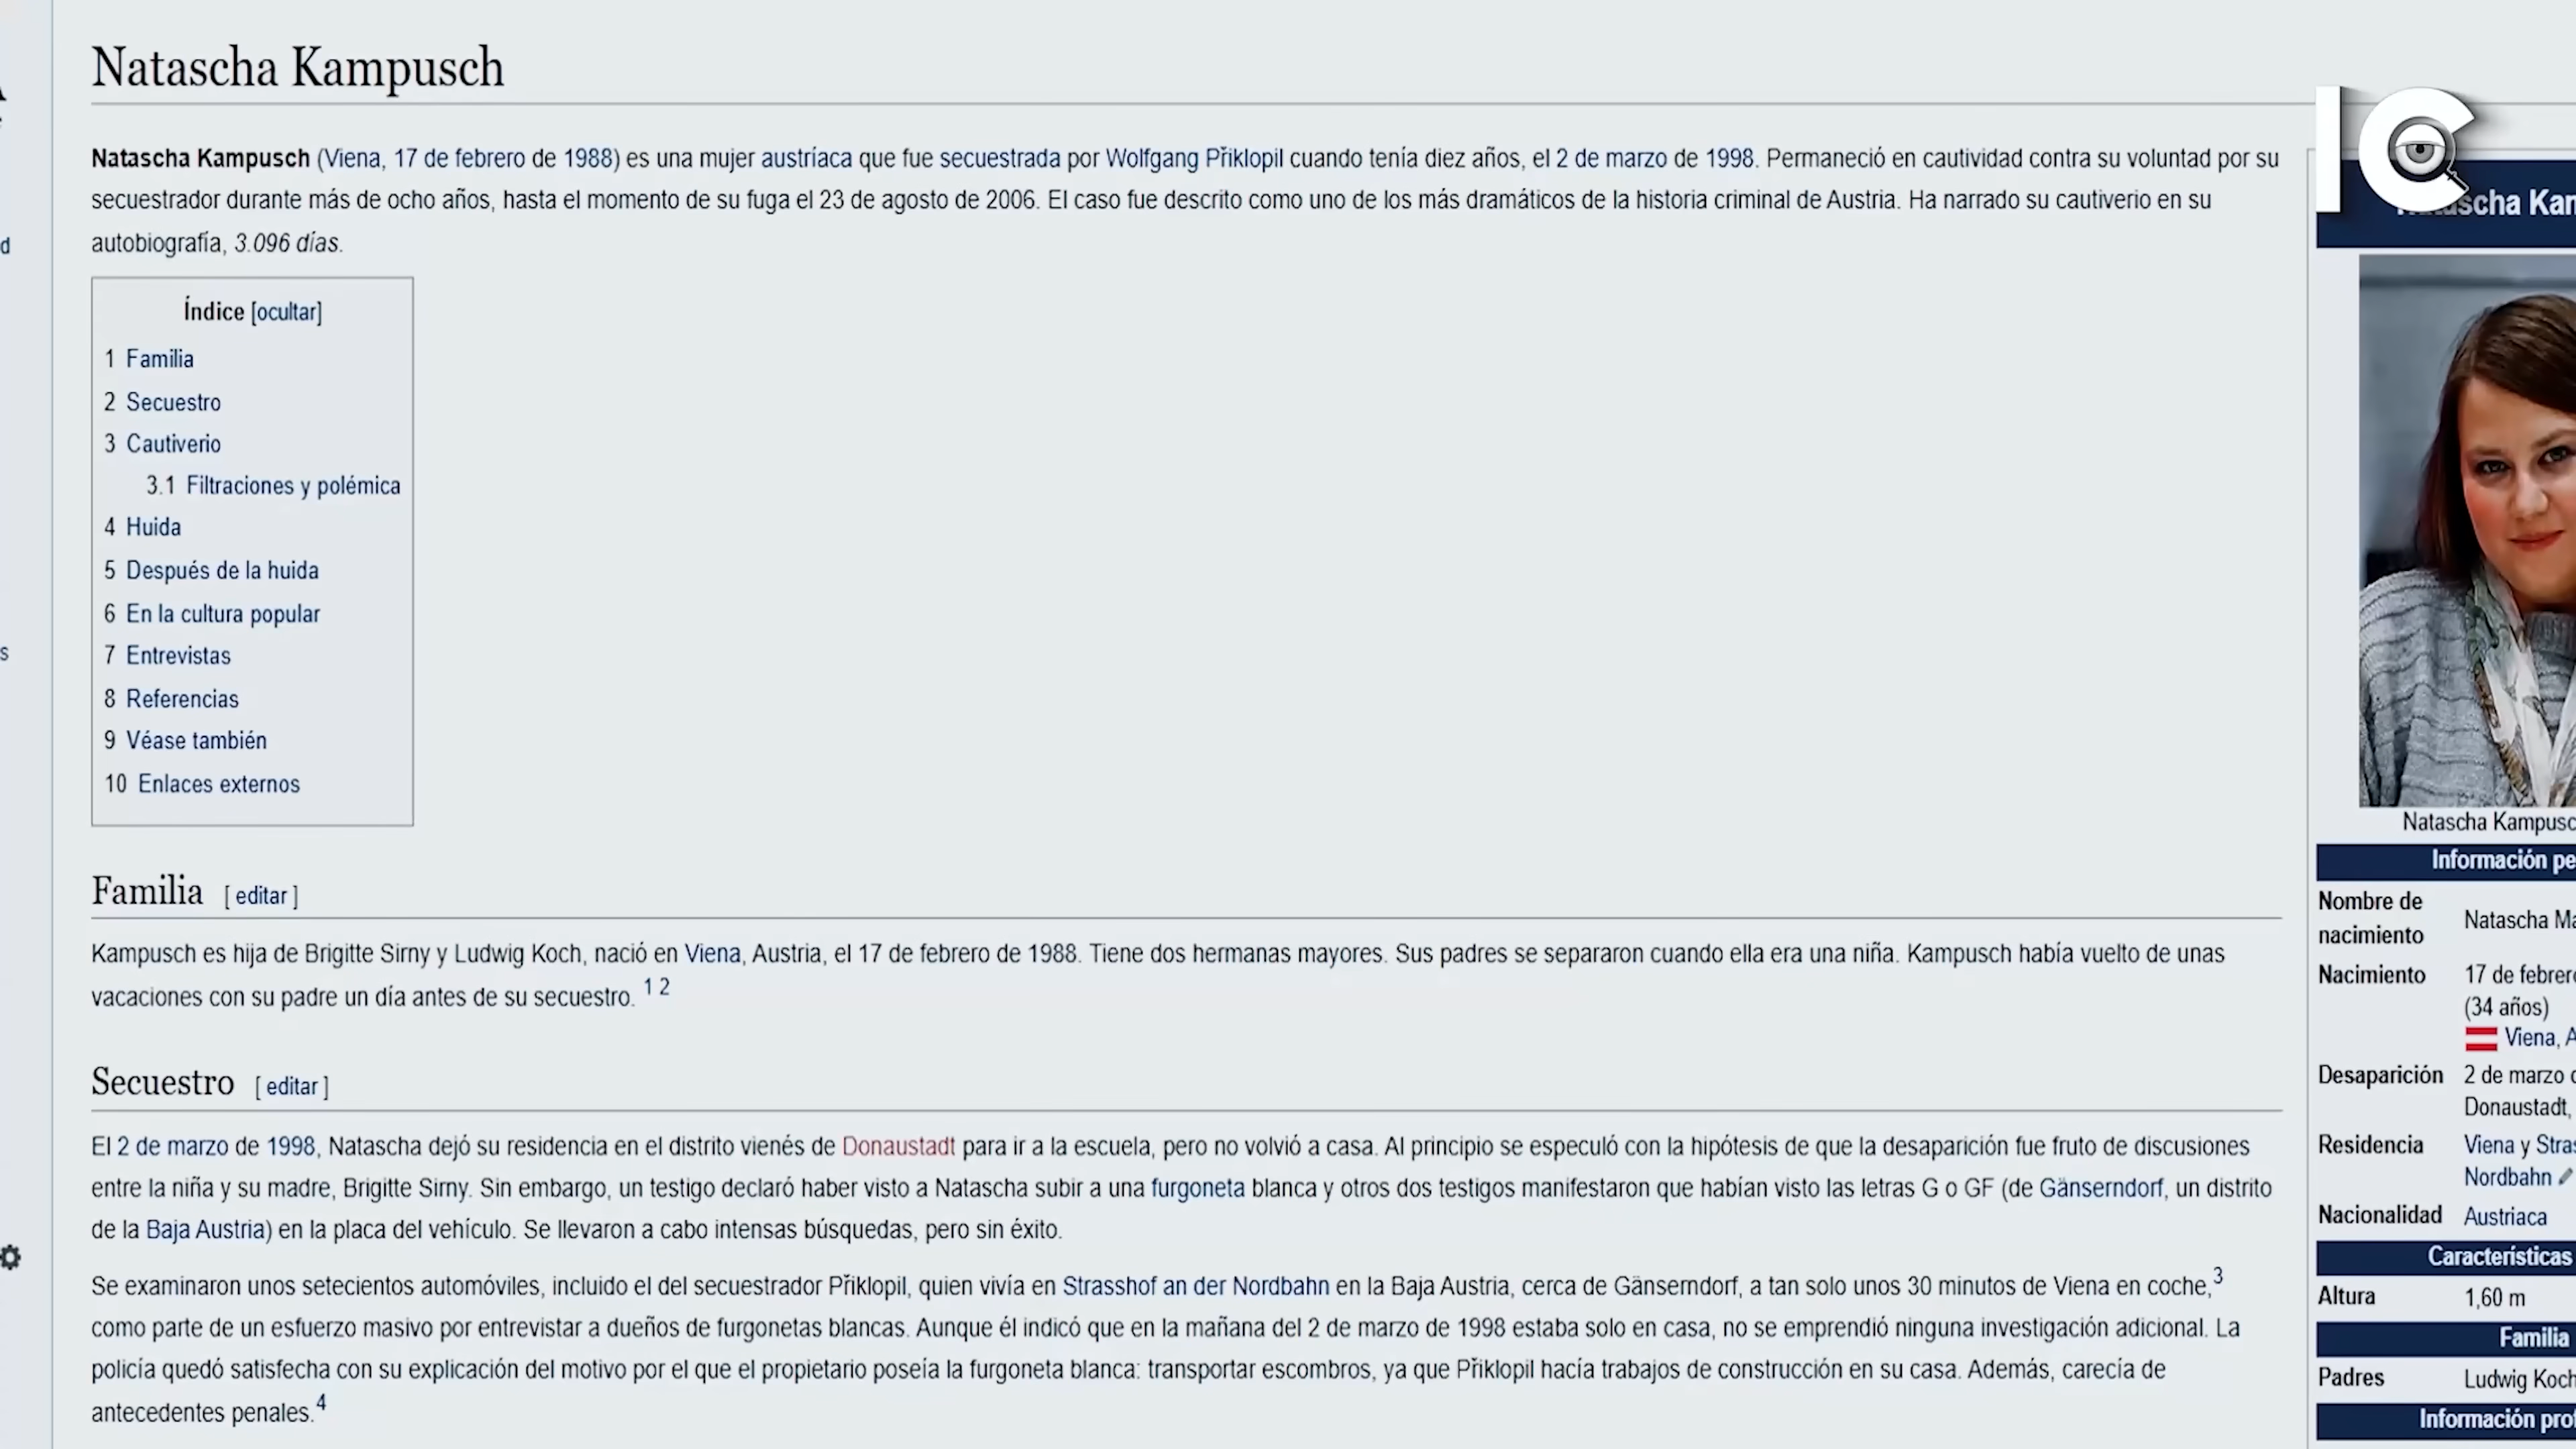 Natascha Kampusch
Natascha Kampusch (Viena, 17 de febrero de 1988) es una mujer austríaca que fue secuestrada por Wolfgang Přiklopil cuando tenía diez años, el 2 de marzo de 1998. Permaneció en cautividad contra su voluntad por su
secuestrador durante más de ocho años, hasta el momento de su fuga el 23 de agosto de 2006. El caso fue descrito como uno de los más dramáticos de la historia criminal de Austria. Ha narrado su cautiverio en su
autobiografía, 3.096 días.
Índice [ocultar]
1 Familia
2 Secuestro
3 Cautiverio
3.1 Filtraciones y polémica
4 Huida
5 Después de la huida
6 En la cultura popular
7 Entrevistas
8 Referencias
9 Véase también
10 Enlaces externos
Familia [ editar ]
Kampusch es hija de Brigitte Sirny y Ludwig Koch, nació en Viena, Austria, el 17 de febrero de 1988. Tiene dos hermanas mayores. Sus padres se separaron cuando ella era una niña. Kampusch había vuelto de unas
vacaciones con su padre un día antes de su secuestro. 1 2
Secuestro [ editar ]
El 2 de marzo de 1998, Natascha dejó su residencia en el distrito vienés de Donaustadt para ir a la escuela, pero no volvió a casa. Al principio se especuló con la hipótesis de que la desaparición fue fruto de discusiones
entre la niña y su madre, Brigitte Sirny. Sin embargo, un testigo declaró haber visto a Natascha subir a una furgoneta blanca y otros dos testigos manifestaron que habían visto las letras G o GF (de Gänserndorf, un distrito
de la Baja Austria) en la placa del vehículo. Se llevaron a cabo intensas búsquedas, pero sin éxito.
Se examinaron unos setecientos automóviles, incluido el del secuestrador Přiklopil, quien vivía en Strasshof an der Nordbahn en la Baja Austria, cerca de Gänserndorf, a tan solo unos 30 minutos de Viena en coche,3
como parte de un esfuerzo masivo por entrevistar a dueños de furgonetas blancas. Aunque él indicó que en la mañana del 2 de marzo de 1998 estaba solo en casa, no se emprendió ninguna investigación adicional. La
policía quedó satisfecha con su explicación del motivo por el que el propietario poseía la furgoneta blanca: transportar escombros, ya que Přiklopil hacía trabajos de construcción en su casa. Además, carecía de
antecedentes penales.4
IC
scha Kam
Natascha Kampusc
Información pe
Nombre de
nacimiento
Natascha Ma
Nacimiento
17 de febrero
(34 años)
Viena, A
Desaparición
2 de marzo d
Donaustadt,
Residencia
Viena y Stras
Nordbahn
Nacionalidad
Austriaca
Características
Altura
1,60 m
Familia
Padres
Ludwig Koch
Información prof